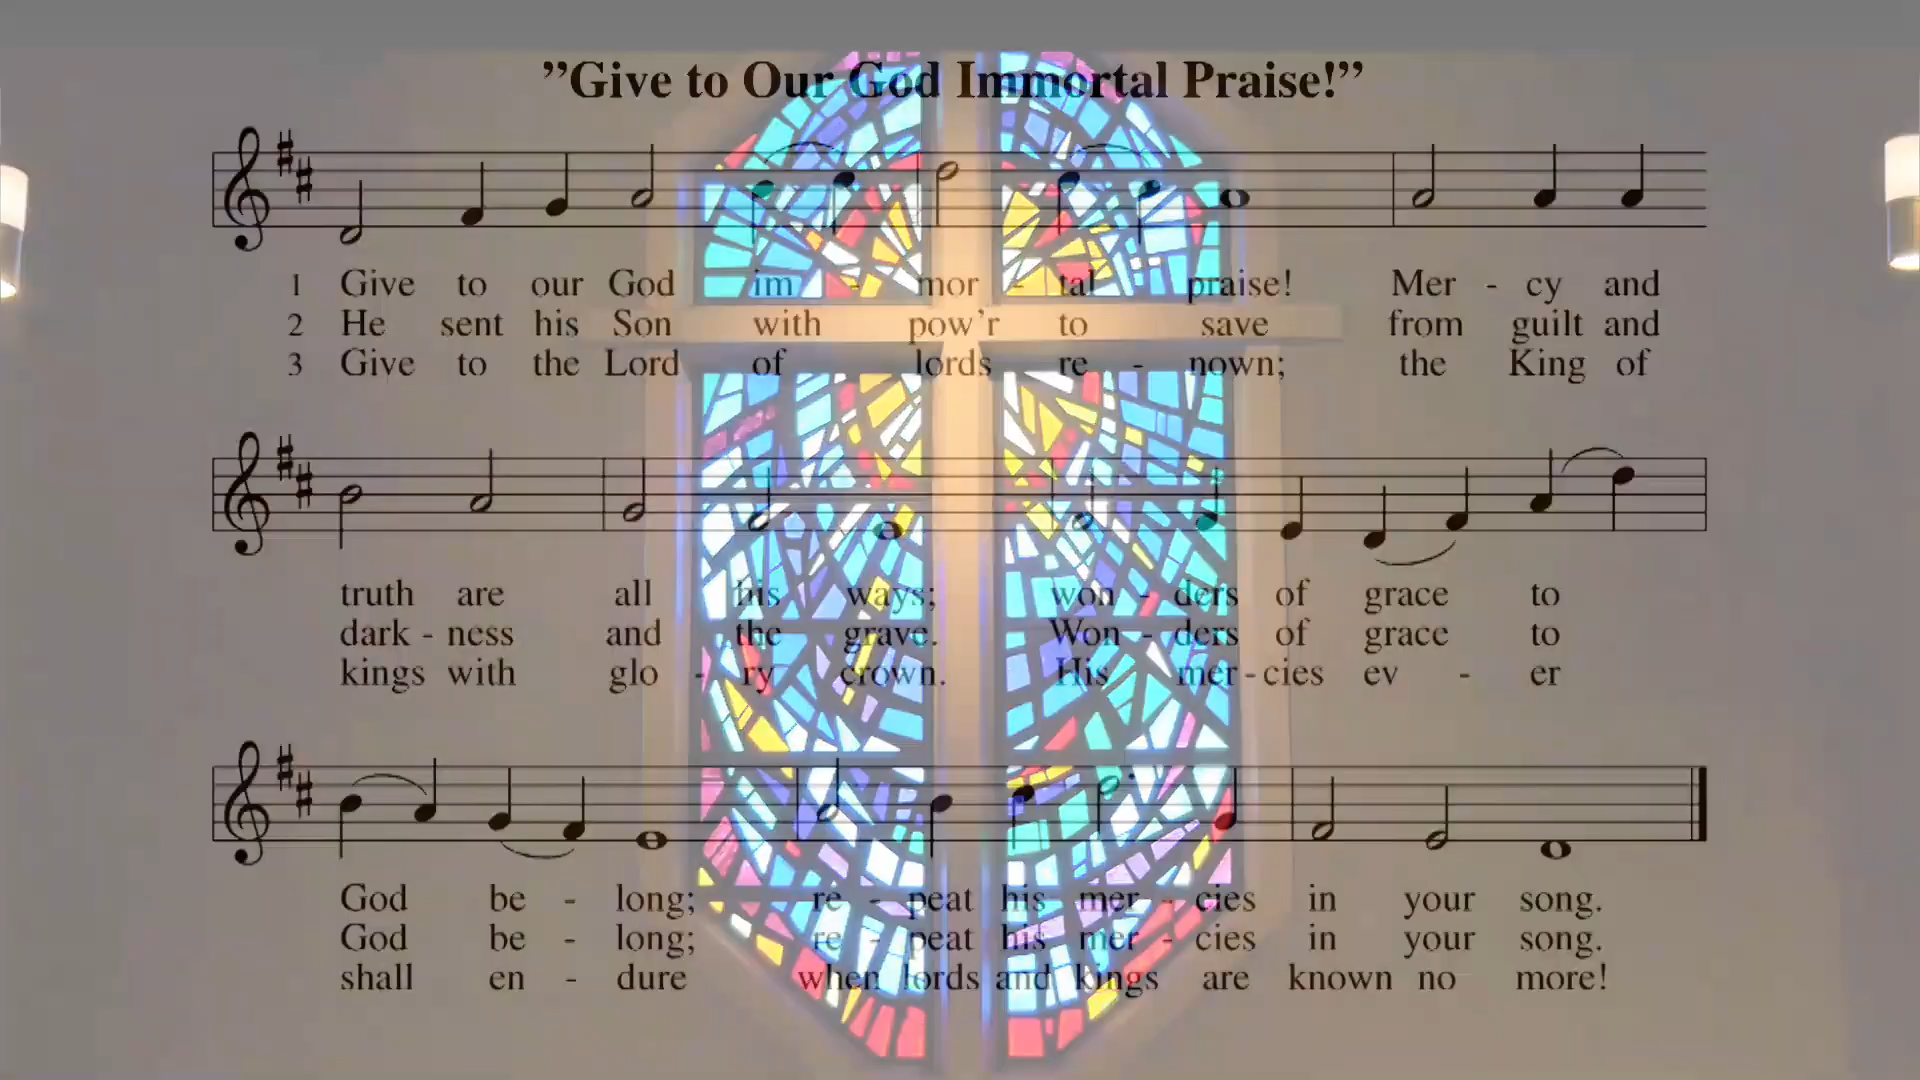 ”Give to Our God Immortal Praise!”
1 Give to our God im - mor - tal praise! Mer - cy and
2 He sent his Son with pow’r to save from guilt and
3 Give to the Lord of lords re - nown; the King of
truth are all his ways; won - ders of grace to
dark - ness and the grave. Won - ders of grace to
kings with glo - ry crown. His mer - cies ev - er
God be - long; re - peat his mer - cies in your song.
God be - long; re - peat his mer - cies in your song.
shall en - dure when lords and kings are known no more!